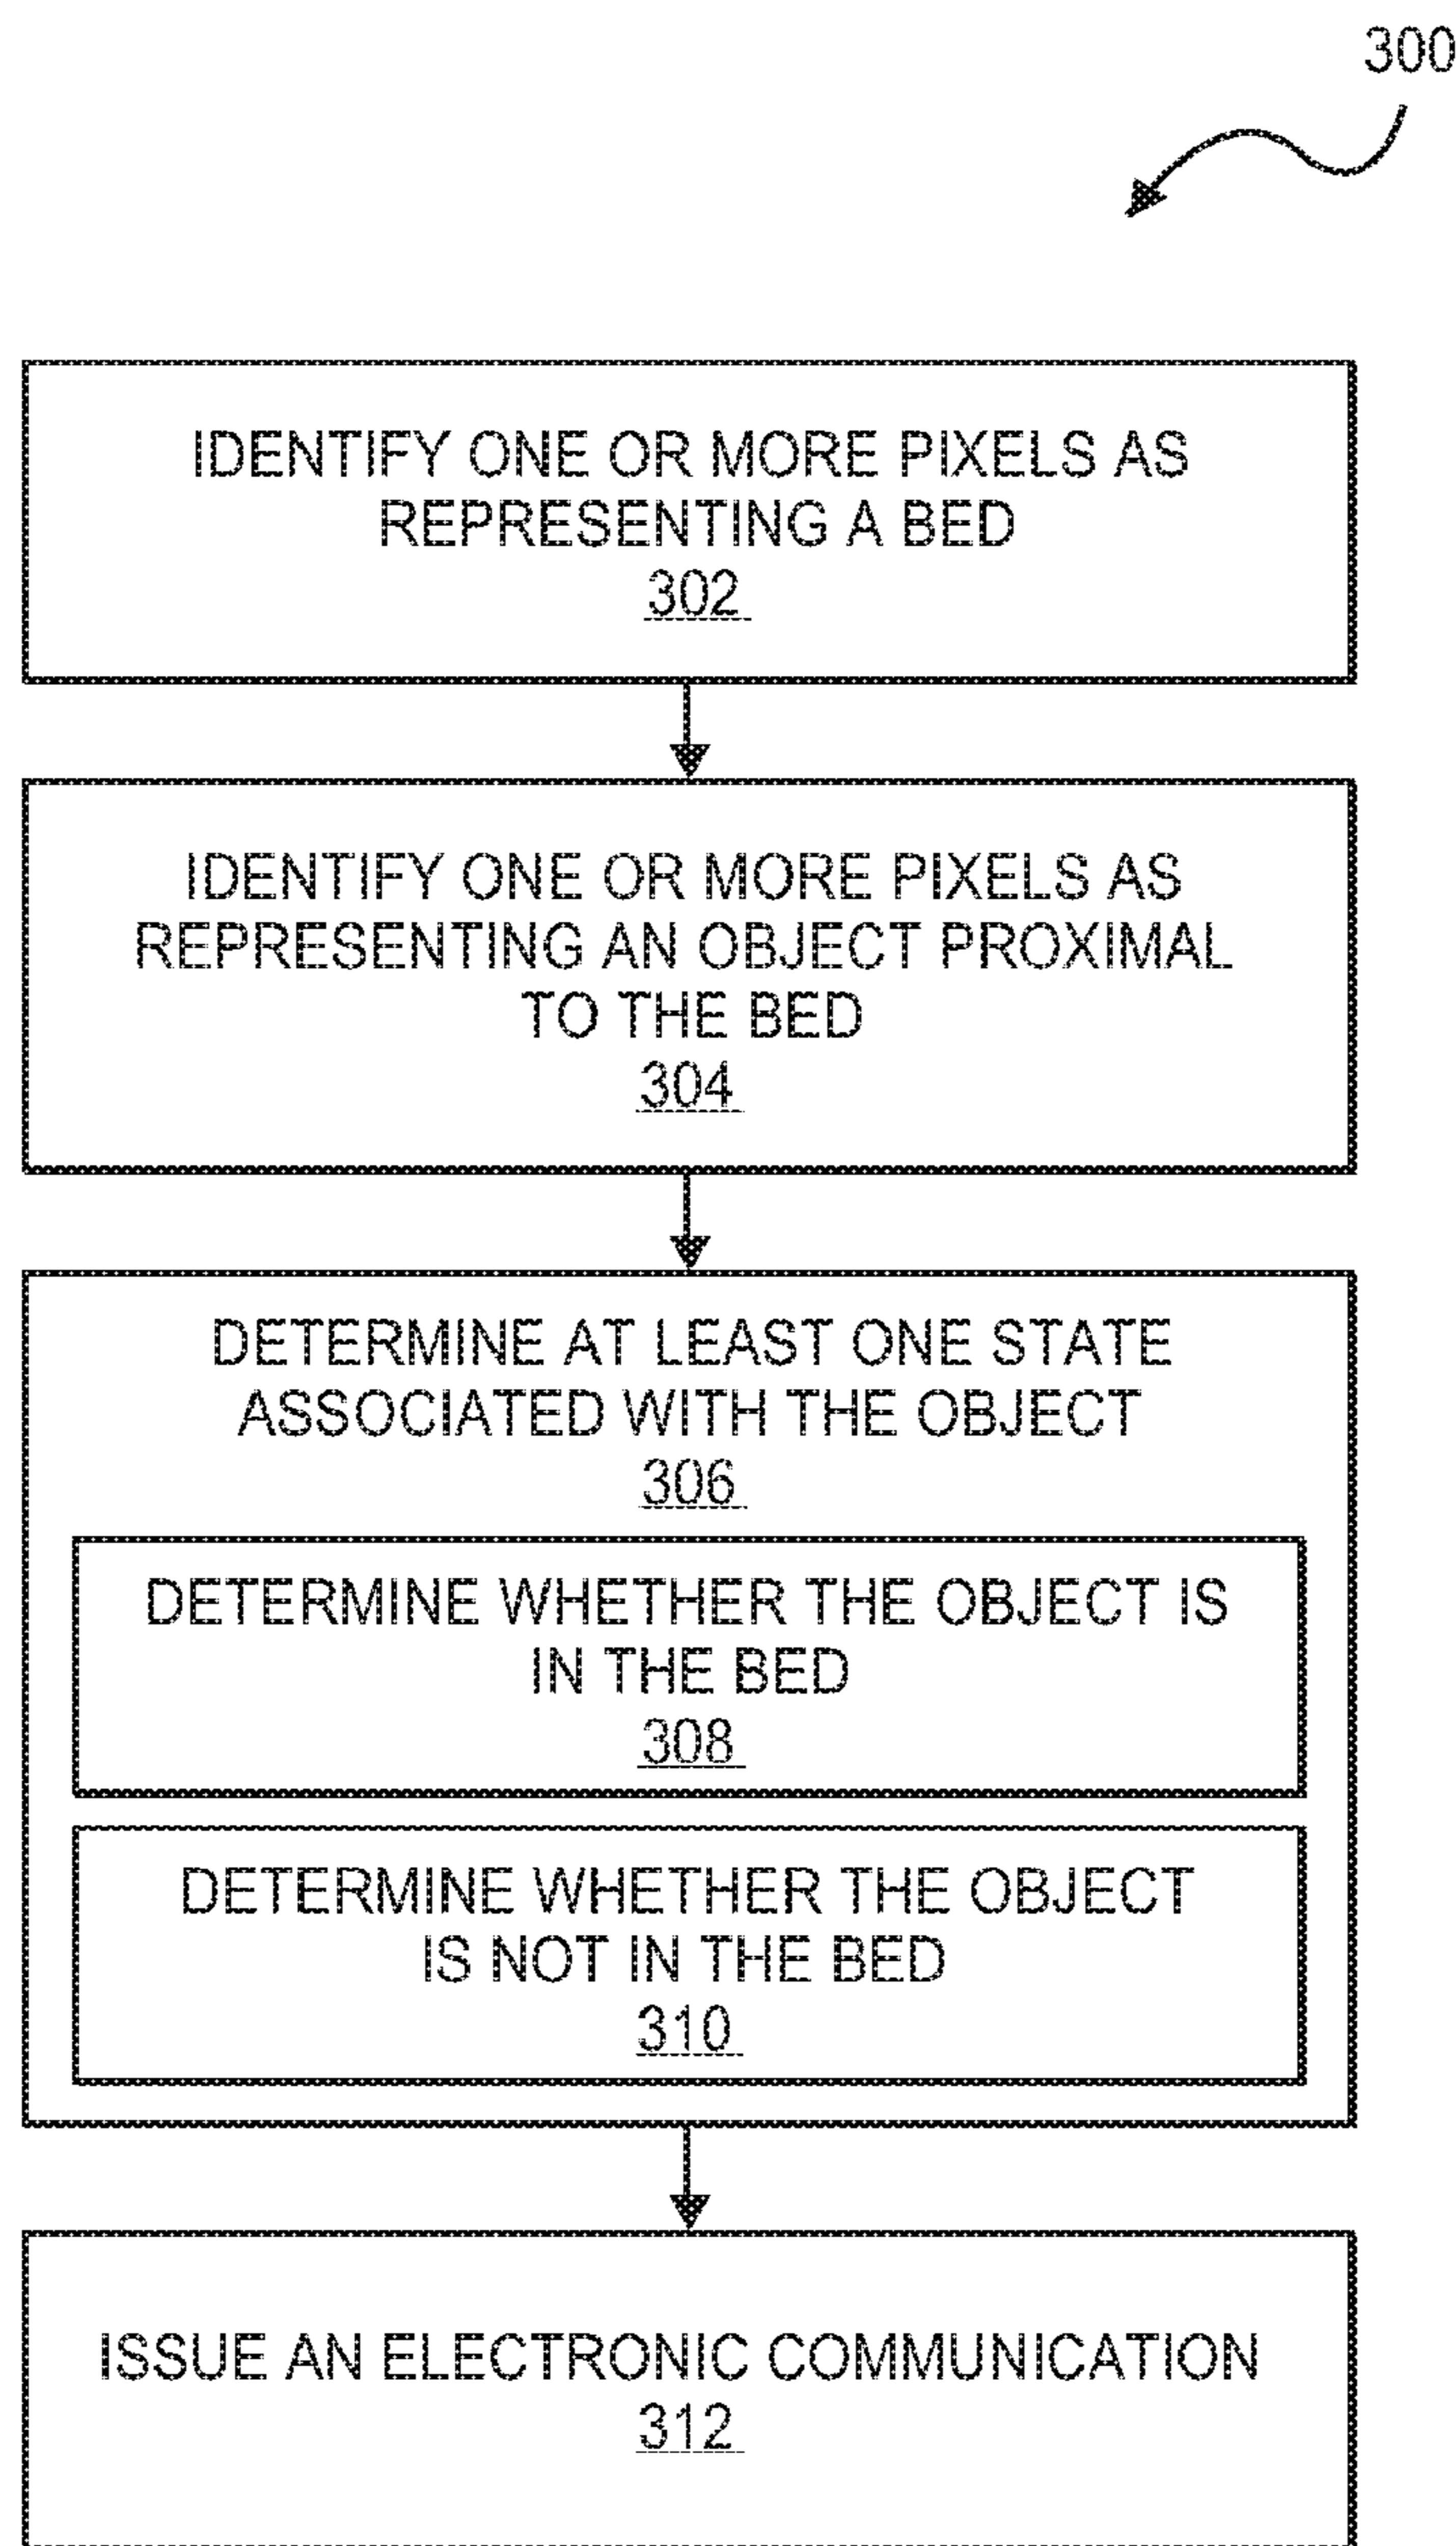 300
IDENTIFY ONE OR MORE PIXELS AS
REPRESENTING A BED
302
IDENTIFY ONE OR MORE PIXELS AS
REPRESENTING AN OBJECT PROXIMAL
TO THE BED
304
DETERMINE AT LEAST ONE STATE
ASSOCIATED WITH THE OBJECT
306
DETERMINE WHETHER THE OBJECT IS
IN THE BED
308
DETERMINE WHETHER THE OBJECT
IS NOT IN THE BED
310
ISSUE AN ELECTRONIC COMMUNICATION
312